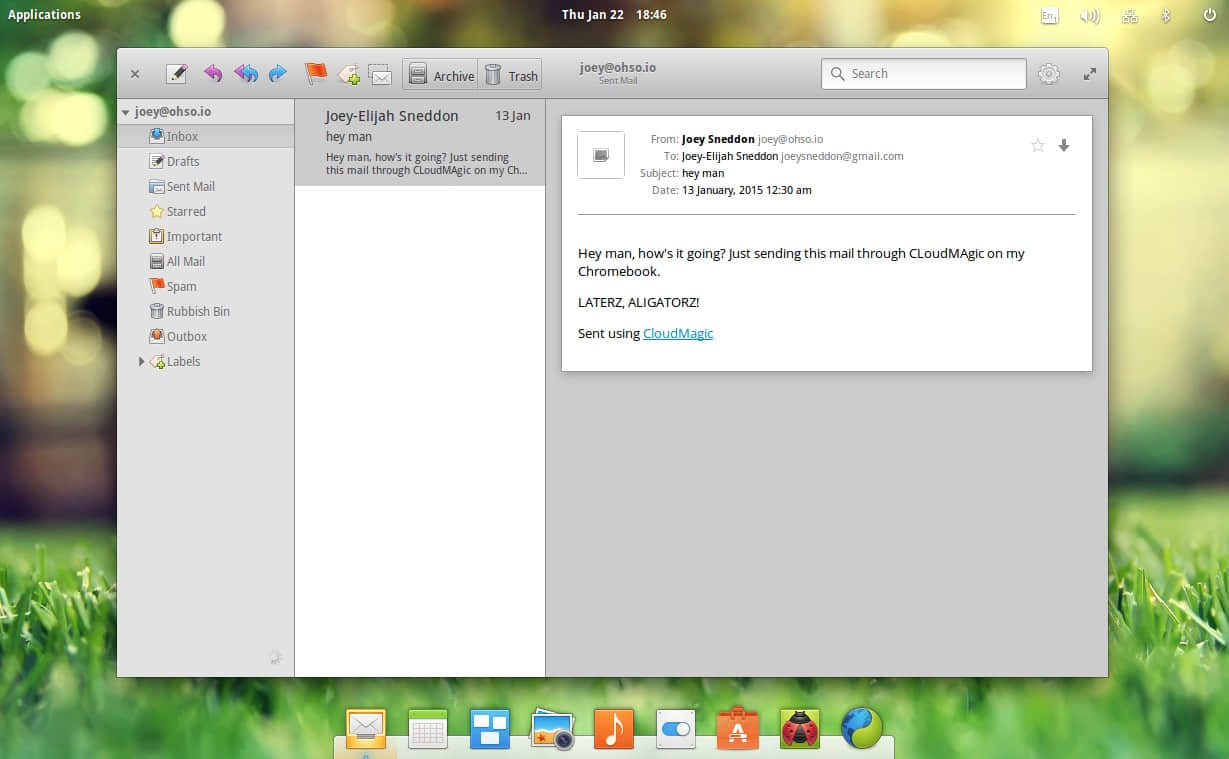 Applications
Thu Jan 22 18:46
En1
Archive
Trash
joey@ohso.io
Sent Mail
Search
joey@ohso.io
Inbox
Drafts
Sent Mail
Starred
Important
All Mail
Spam
Rubbish Bin
Outbox
Labels
Joey-Elijah Sneddon 13 Jan
hey man
Hey man, how's it going? Just sending
this mail through CLoudMAgic on my Ch...
From: Joey Sneddon joey@ohso.io
To: Joey-Elijah Sneddon joeysneddon@gmail.com
Subject: hey man
Date: 13 January, 2015 12:30 am
Hey man, how's it going? Just sending this mail through CLoudMAgic on my
Chromebook.
LATERZ, ALIGATORZ!
Sent using CloudMagic